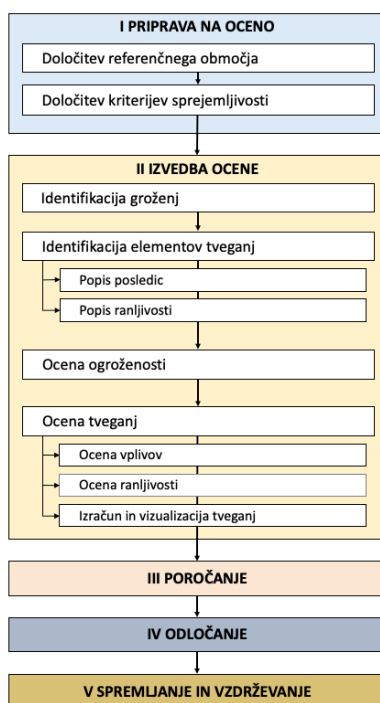 I PRIPRAVA NA OCENO
Določitev referenčnega območja
Določitev kriterijev sprejemljivosti
II IZVEDBA OCENE
Identifikacija groženj
Identifikacija elementov tveganj
Popis posledic
Popis ranljivosti
Ocena ogroženosti
Ocena tveganj
Ocena vplivov
Ocena ranljivosti
Izračun in vizualizacija tveganj
III POROČANJE
IV ODLOČANJE
V SPREMLJANJE IN VZDRŽEVANJE